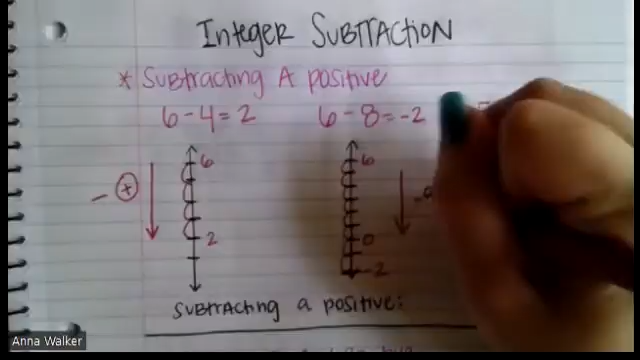 Integer SUBTRACTION
* Subtracting A positive
6 - 4 = 2 6 - 8 = -2
6 6
- +
2 0
-2
SUBTRACting a positive:
Anna Walker